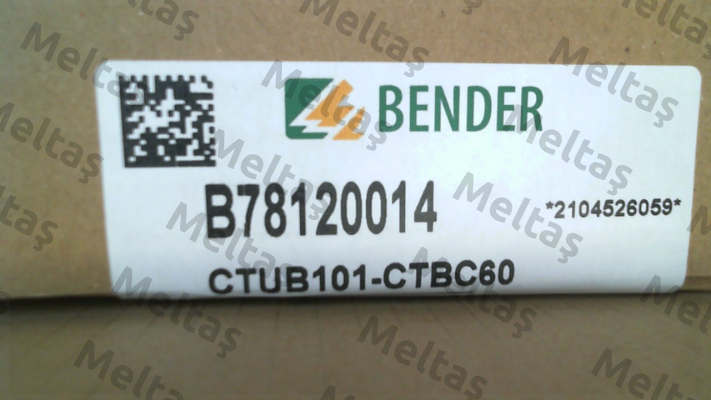 BENDER
B78120014
*2104526059*
CTUB101-CTBC60
Meltaş